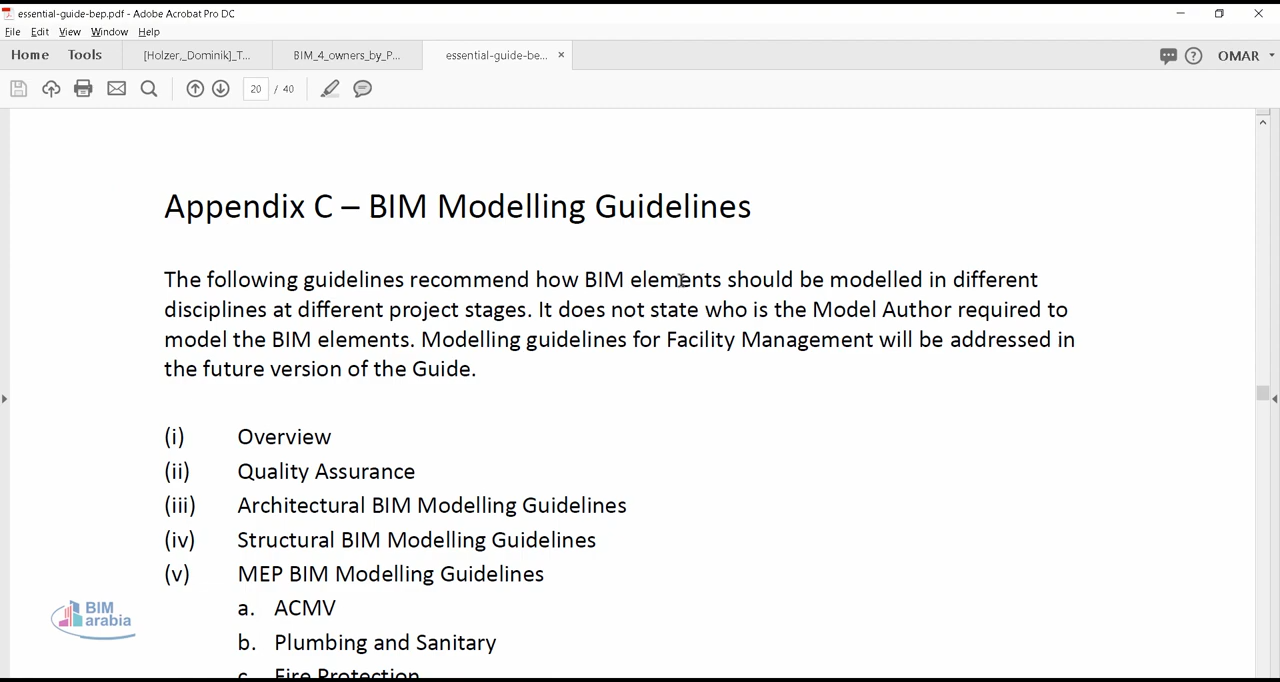 essential-guide-bep.pdf - Adobe Acrobat Pro DC
File Edit View Window Help
Home Tools [Holzer,_Dominik]_T... BIM_4_owners_by_P... essential-guide-be... ×
OMAR
20 / 40
Appendix C – BIM Modelling Guidelines
The following guidelines recommend how BIM elements should be modelled in different
disciplines at different project stages. It does not state who is the Model Author required to
model the BIM elements. Modelling guidelines for Facility Management will be addressed in
the future version of the Guide.
(i) Overview
(ii) Quality Assurance
(iii) Architectural BIM Modelling Guidelines
(iv) Structural BIM Modelling Guidelines
(v) MEP BIM Modelling Guidelines
a. ACMV
b. Plumbing and Sanitary
c. Fire Protection
BIM
arabia